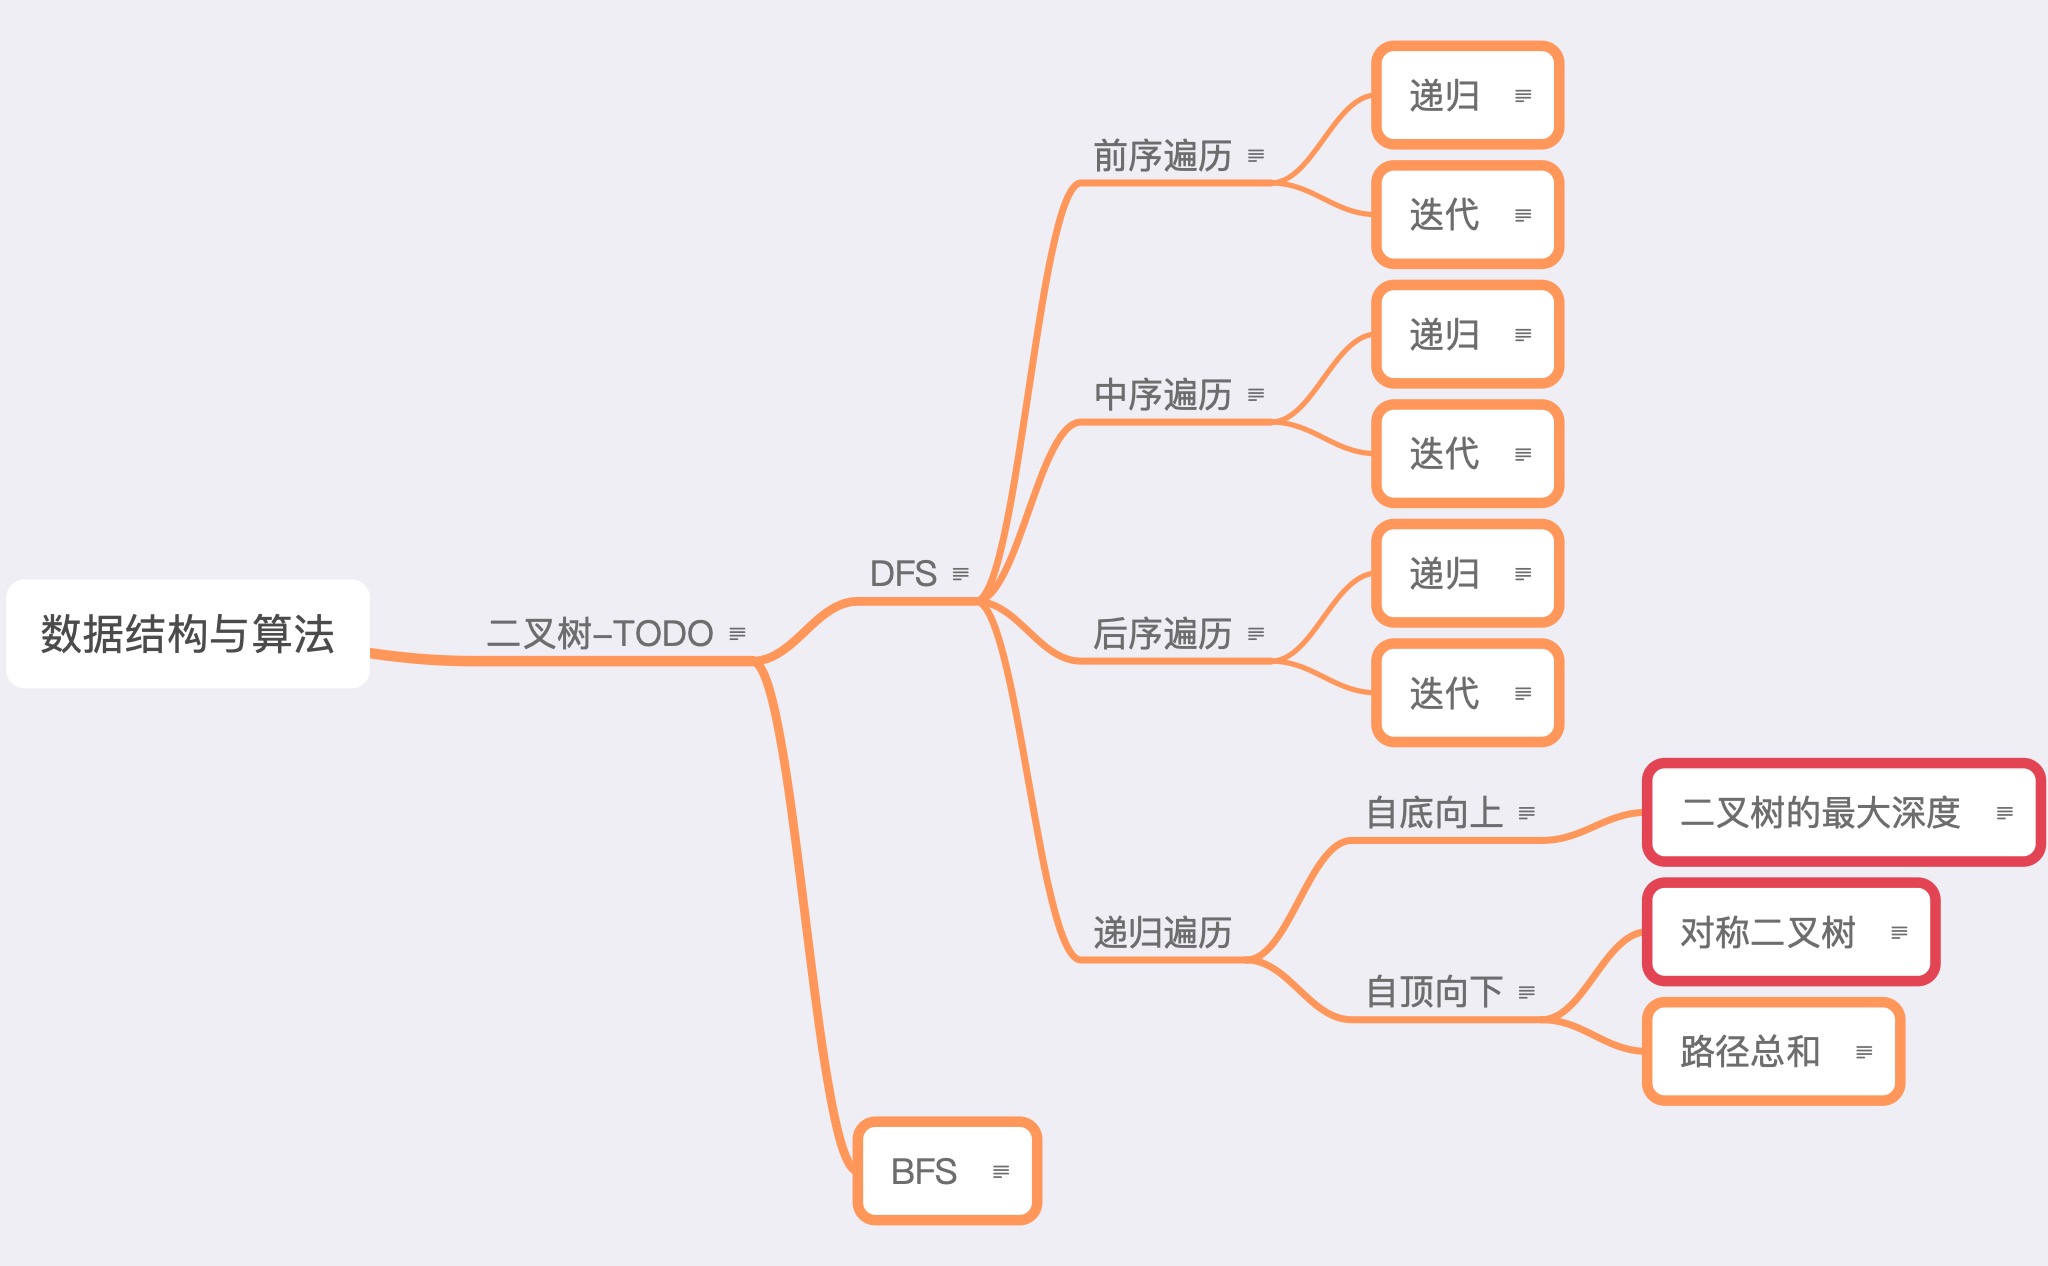 数据结构与算法
二叉树-TODO
DFS
前序遍历
递归
迭代
中序遍历
递归
迭代
后序遍历
递归
迭代
递归遍历
自底向上
二叉树的最大深度
自顶向下
对称二叉树
路径总和
BFS